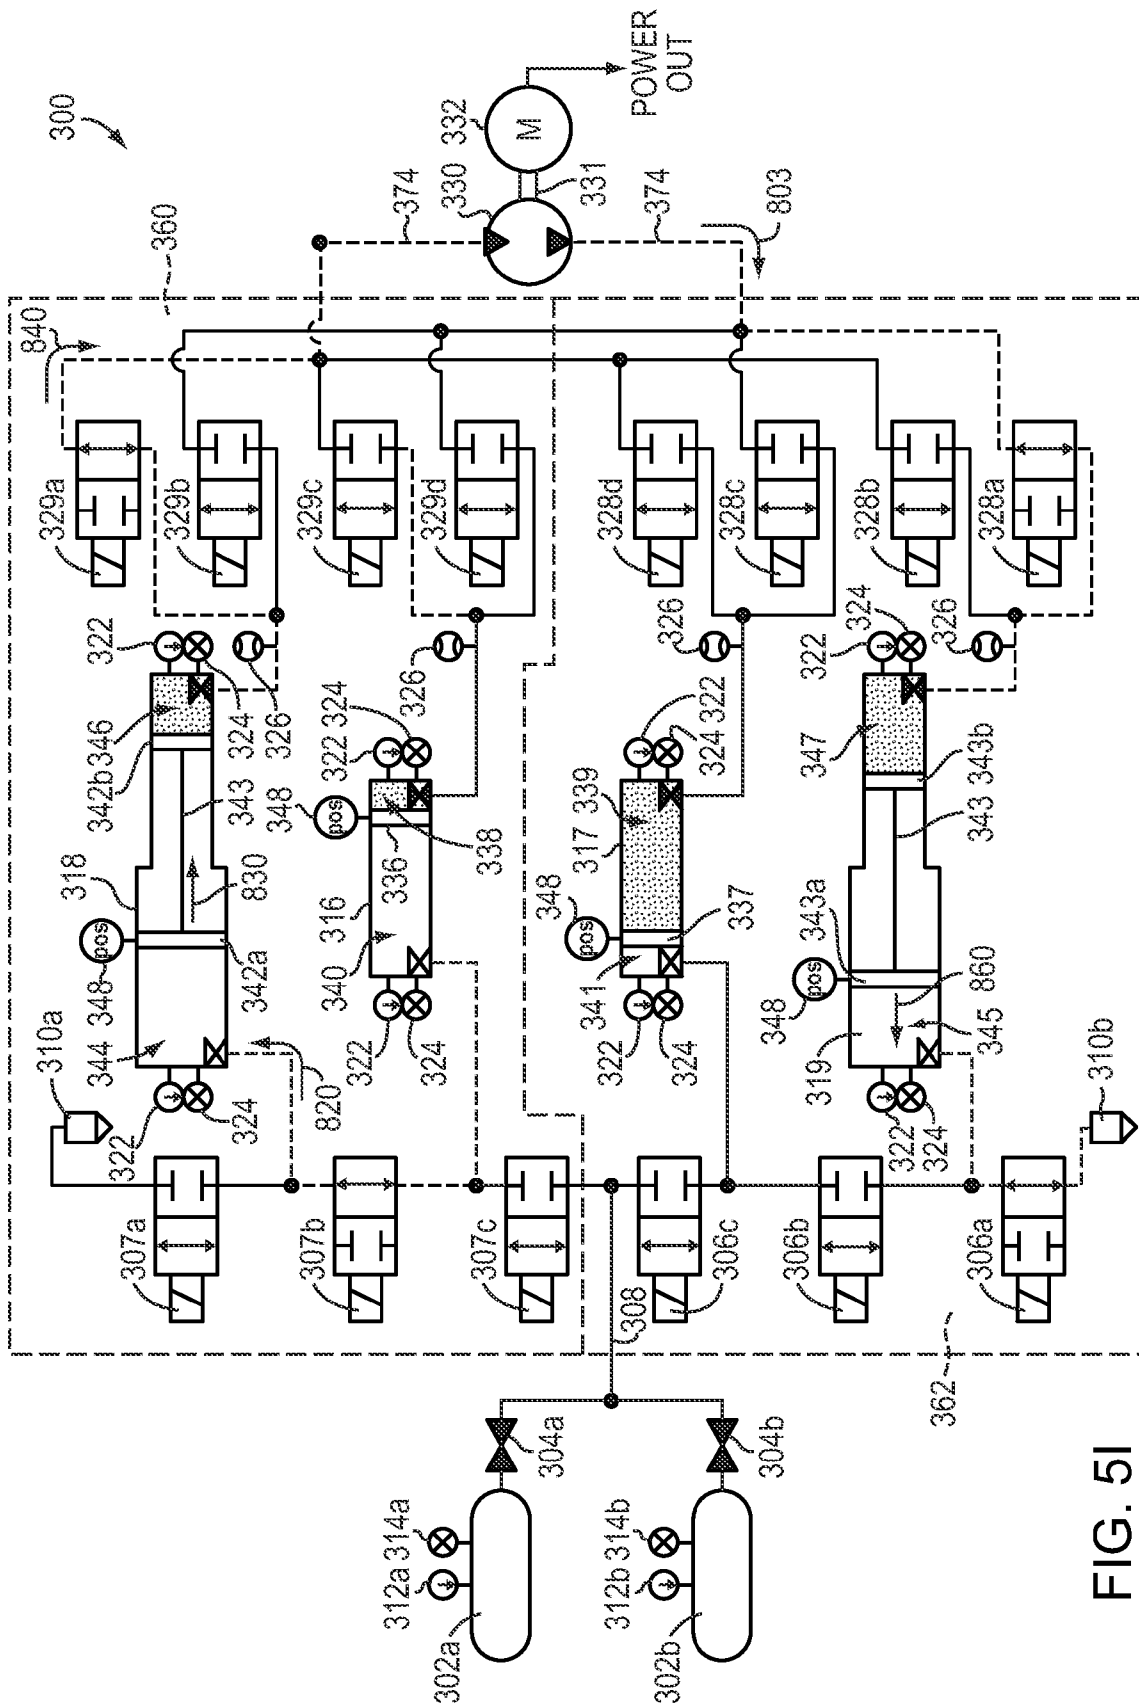 300
310a
348
pos
318
342b
346
322
329a
840
360
307a
322
324
344
342a
830
343
324
326
329b
820
307b
340
316
348
pos
336
338
322
324
326
329c
374
330
332
M
POWER
OUT
322
324
307c
329d
331
374
803
302a
312a
314a
304a
308
341
348
pos
317
339
337
324
322
326
328d
306c
322
324
328c
302b
312b
314b
304b
306b
348
pos
343a
347
322
324
328b
319
860
345
343
343b
326
328a
322
324
306a
310b
362
FIG. 5I